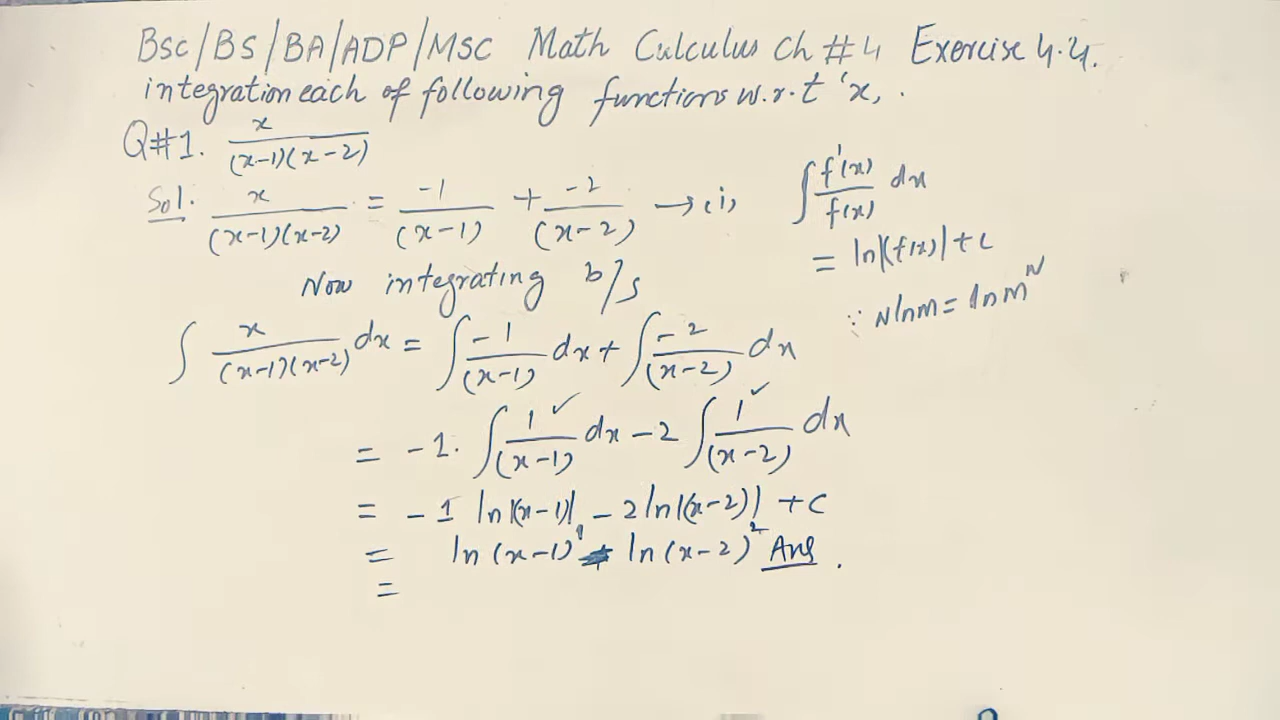 Bsc/BS/BA/ADP/MSC Math Calculus Ch #4 Exercise 4.4.
integration each of following functions w.r.t 'x, .
Q#1. x/(x-1)(x-2)
Sol. x/(x-1)(x-2) = -1/(x-1) + -2/(x-2) → (i)
∫ f'(x)/f(x) dx
= ln|(f(x)|+c
∵ N ln M = ln M^N
Now integrating b/s
∫ x/(x-1)(x-2) dx = ∫ -1/(x-1) dx + ∫ -2/(x-2) dx
= -1. ∫ 1/(x-1) ✓ dx - 2 ∫ 1/(x-2) ✓ dx
= -1 ln|(x-1)| - 2 ln|(x-2)| + c
= ln (x-1)^1 + ln (x-2)^2 Ans .
=